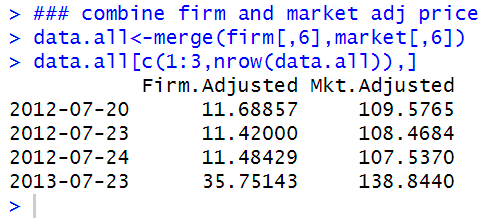 > ### combine firm and market adj price
> data.all<-merge(firm[,6],market[,6])
> data.all[c(1:3,nrow(data.all)),]
Firm.Adjusted Mkt.Adjusted
2012-07-20 11.68857 109.5765
2012-07-23 11.42000 108.4684
2012-07-24 11.48429 107.5370
2013-07-23 35.75143 138.8440
>